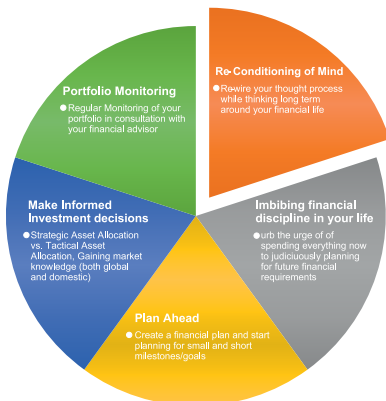 Re-Conditioning of Mind
Re-wire your thought process
while thinking long term
around your financial life
Imbibing financial
discipline in your life
urb the urge of of
spending everything now
to judiciuously planning
for future financial
requirements
Plan Ahead
Create a financial plan and start
planning for small and short
milestones/goals
Make Informed
Investment decisions
Strategic Asset Allocation
vs. Tactical Asset
Allocation, Gaining market
knowledge (both global
and domestic)
Portfolio Monitoring
Regular Monitoring of your
portfolio in consultation with
your financial advisor